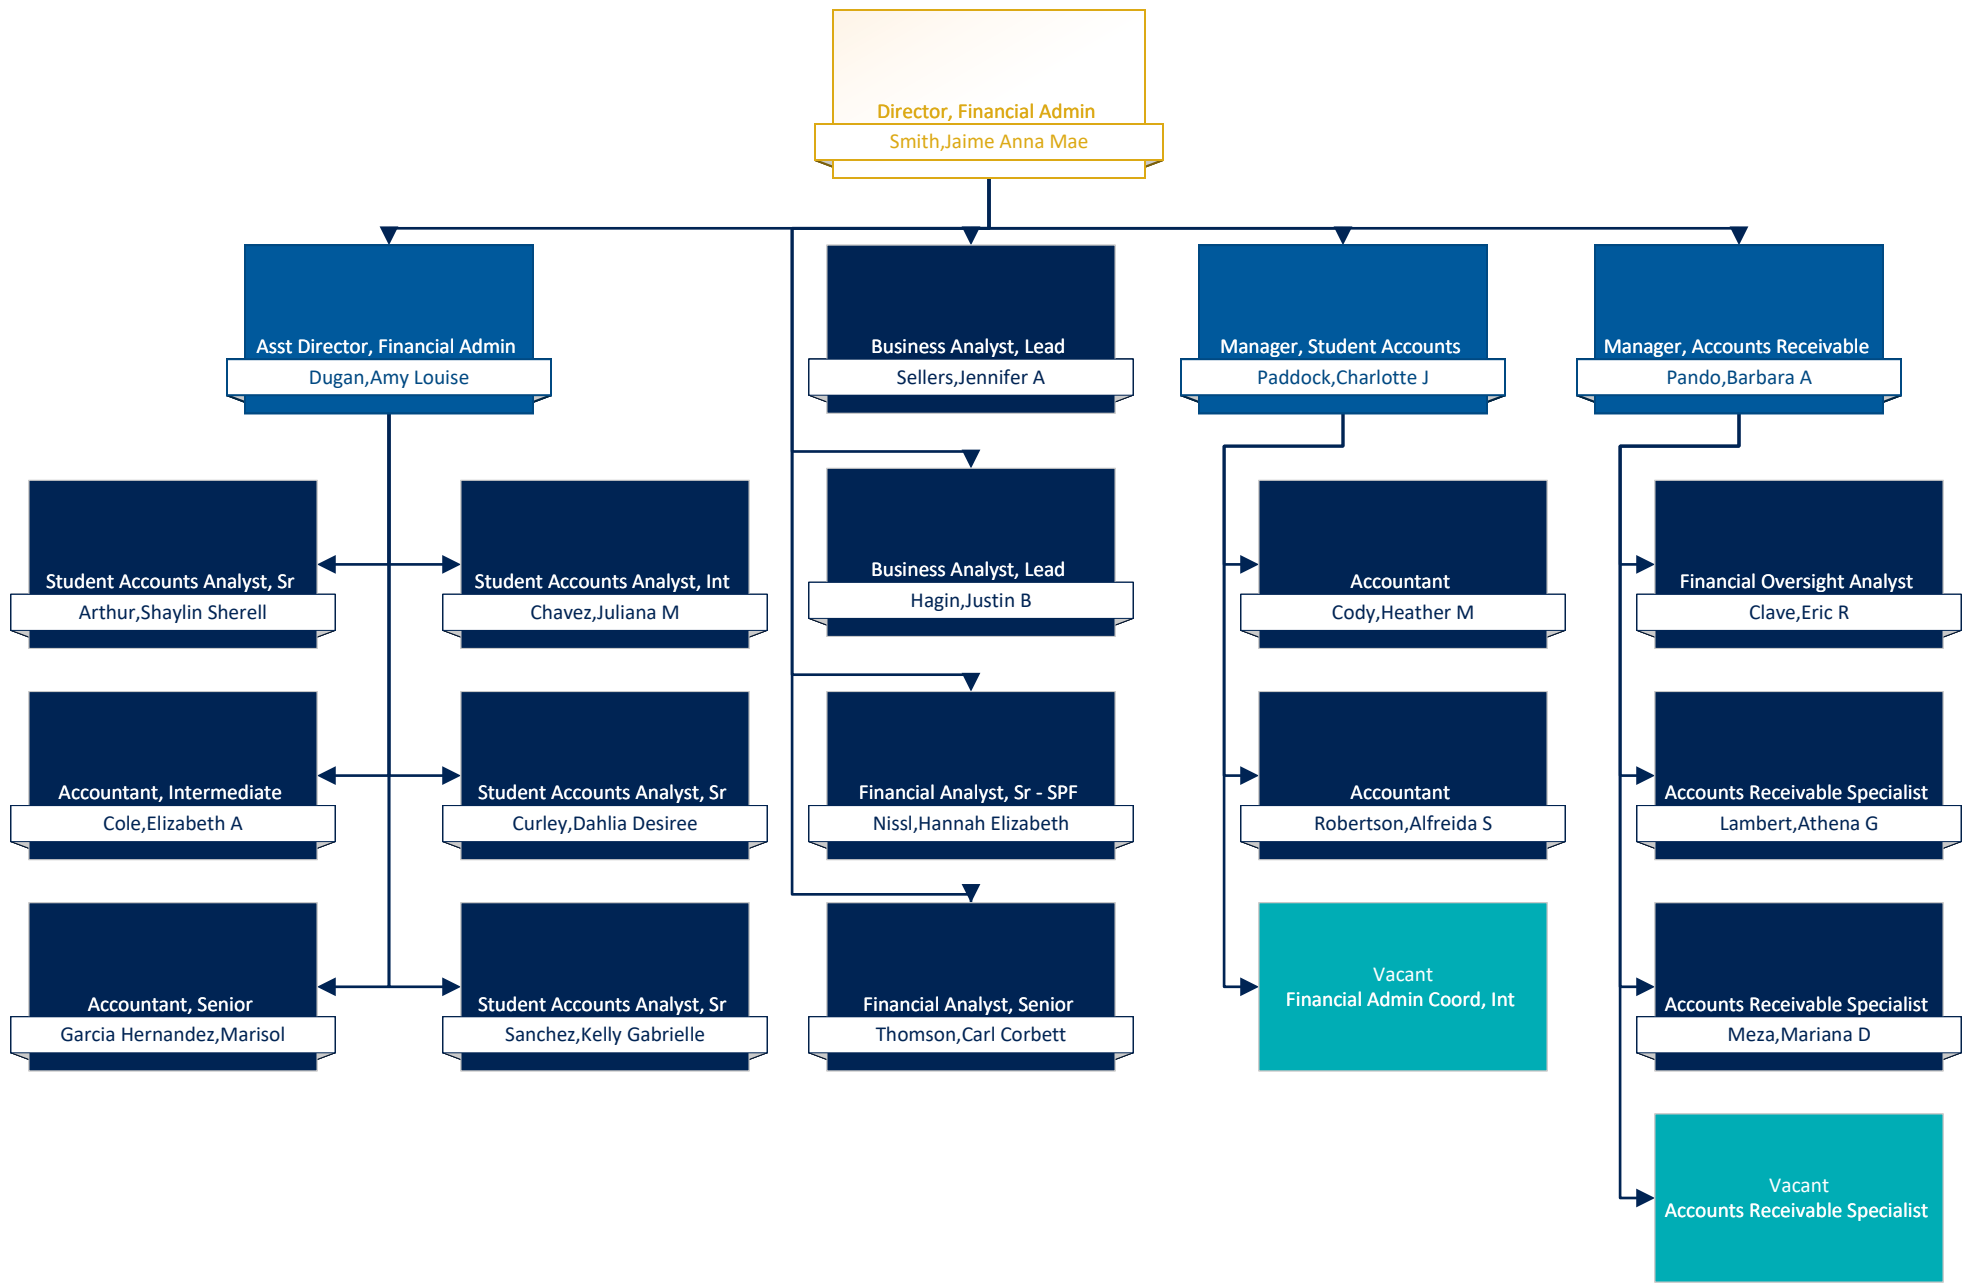 Director, Financial Admin
Smith,Jaime Anna Mae
Asst Director, Financial Admin
Dugan,Amy Louise
Business Analyst, Lead
Sellers,Jennifer A
Manager, Student Accounts
Paddock,Charlotte J
Manager, Accounts Receivable
Pando,Barbara A
Student Accounts Analyst, Sr
Arthur,Shaylin Sherell
Student Accounts Analyst, Int
Chavez,Juliana M
Business Analyst, Lead
Hagin,Justin B
Accountant
Cody,Heather M
Financial Oversight Analyst
Clave,Eric R
Accountant, Intermediate
Cole,Elizabeth A
Student Accounts Analyst, Sr
Curley,Dahlia Desiree
Financial Analyst, Sr - SPF
Nissl,Hannah Elizabeth
Accountant
Robertson,Alfreida S
Accounts Receivable Specialist
Lambert,Athena G
Accountant, Senior
Garcia Hernandez,Marisol
Student Accounts Analyst, Sr
Sanchez,Kelly Gabrielle
Financial Analyst, Senior
Thomson,Carl Corbett
Vacant
Financial Admin Coord, Int
Accounts Receivable Specialist
Meza,Mariana D
Vacant
Accounts Receivable Specialist